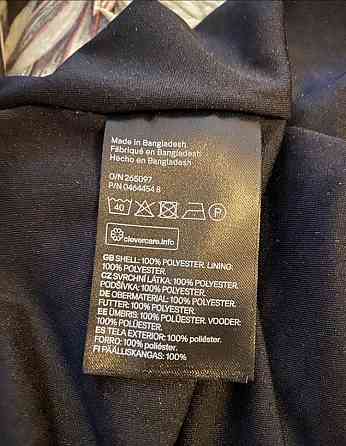 Made in Bangladesh
Fabriqué en Bangladesh
Hecho en Bangladesh
O/N 265097
P/N 0464454 8
40 P
clevercare.info
GB SHELL: 100% POLYESTER. LINING:
100% POLYESTER.
CZ SVRCHNÍ LÁTKA: 100% POLYESTER.
PODŠÍVKA: 100% POLYESTER.
DE OBERMATERIAL: 100% POLYESTER.
FUTTER: 100% POLYESTER.
EE ÜMBRIS: 100% POLÜESTER. VOODER:
100% POLÜESTER.
ES TELA EXTERIOR: 100% poliéster.
FORRO: 100% poliéster.
FI PÄÄLLISKANGAS: 100%